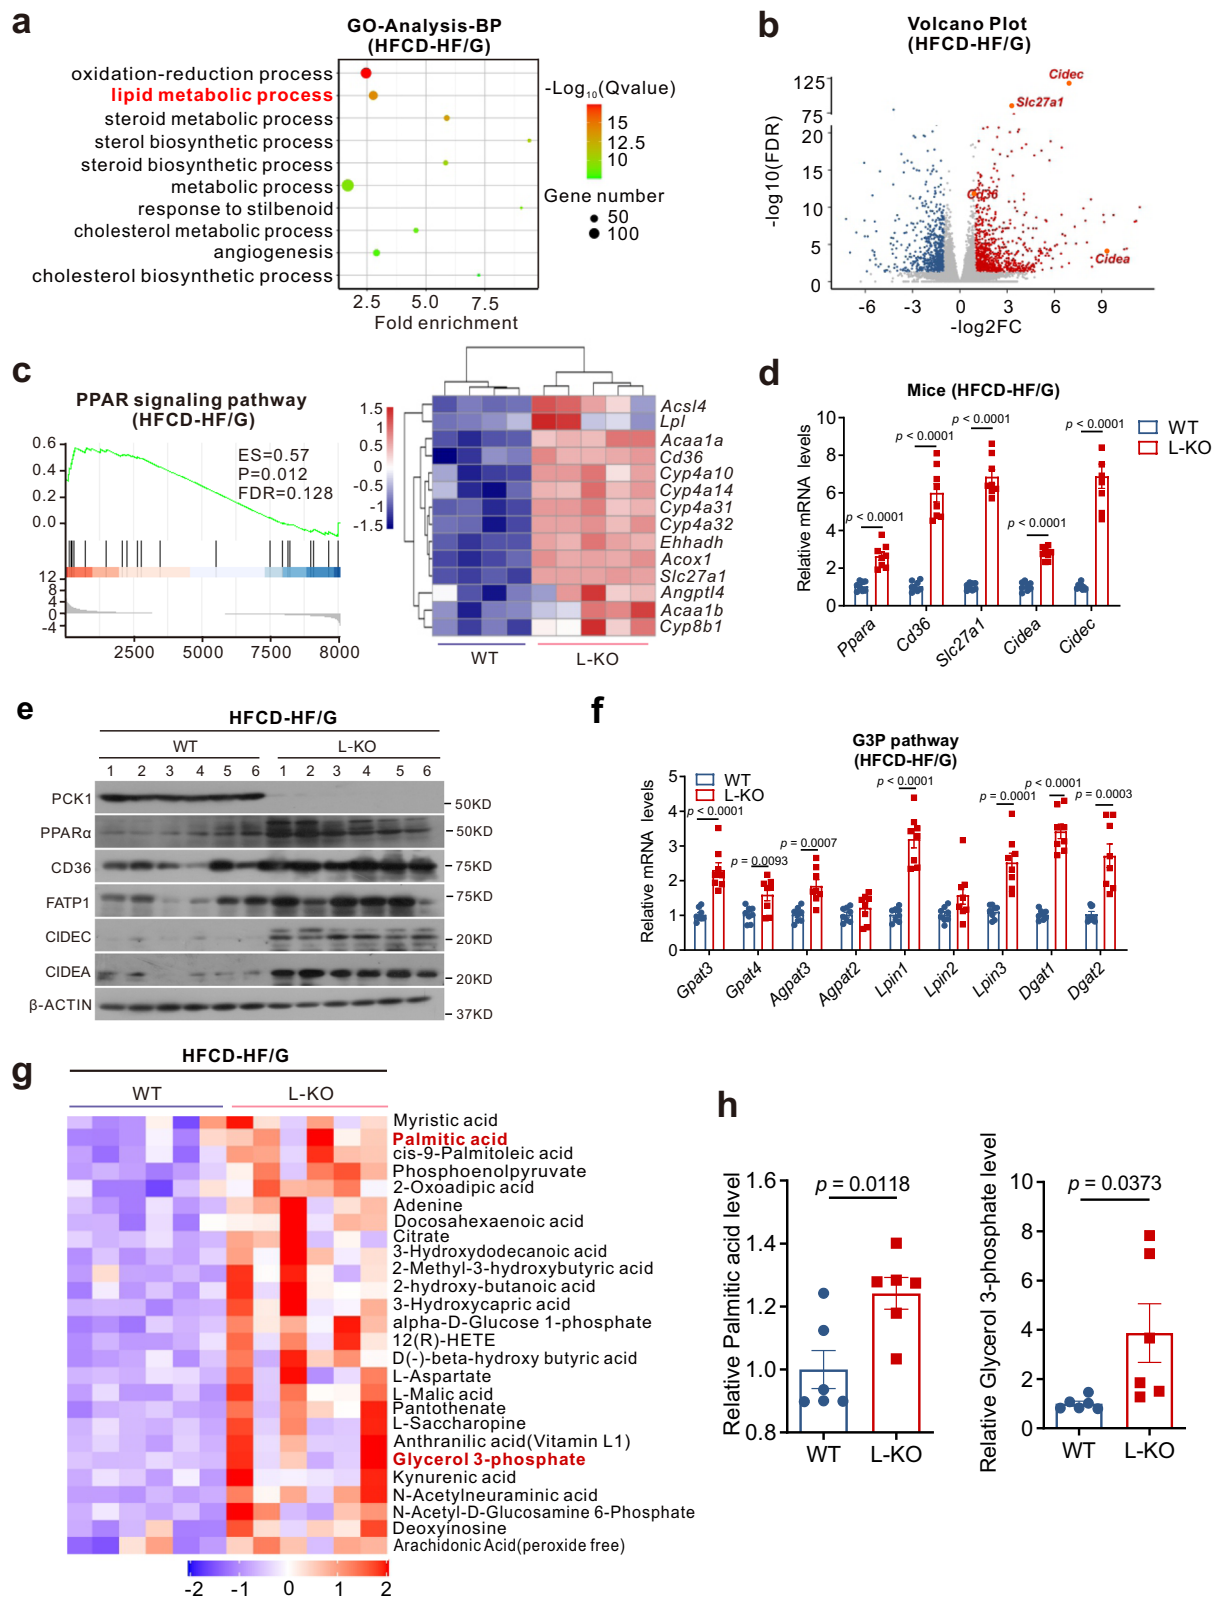 a
GO-Analysis-BP
(HFCD-HF/G)
oxidation-reduction process
lipid metabolic process
steroid metabolic process
sterol biosynthetic process
steroid biosynthetic process
metabolic process
response to stilbenoid
cholesterol metabolic process
angiogenesis
cholesterol biosynthetic process
2.5 5.0 7.5
Fold enrichment
-Log10(Qvalue)
15
12.5
10
Gene number
50
100
b
Volcano Plot
(HFCD-HF/G)
-log10(FDR)
125
75
20
15
10
5
0
Cidec
Slc27a1
Cd36
Cidea
-6 -3 0 3 6 9
-log2FC
c
PPAR signaling pathway
(HFCD-HF/G)
0.6
0.4
0.2
0.0
ES=0.57
P=0.012
FDR=0.128
12
8
4
0
-4
2500 5000 7500 8000
1.5
1
0.5
0
-0.5
-1
-1.5
Acsl4
Lpl
Acaa1a
Cd36
Cyp4a10
Cyp4a14
Cyp4a31
Cyp4a32
Ehhadh
Acox1
Slc27a1
Angptl4
Acaa1b
Cyp8b1
WT L-KO
d
Mice (HFCD-HF/G)
Relative mRNA levels
10
8
6
4
2
0
p < 0.0001
p < 0.0001
p < 0.0001
p < 0.0001
p < 0.0001
WT
L-KO
Ppara Cd36 Slc27a1 Cidea Cidec
e
HFCD-HF/G
WT L-KO
1 2 3 4 5 6 1 2 3 4 5 6
PCK1 50KD
PPARα 50KD
CD36 75KD
FATP1 75KD
CIDEC 20KD
CIDEA 20KD
β-ACTIN 37KD
f
G3P pathway
(HFCD-HF/G)
Relative mRNA levels
5
4
3
2
1
0
WT
L-KO
p < 0.0001
p = 0.0093
p = 0.0007
p < 0.0001
p = 0.0001
p < 0.0001
p = 0.0003
Gpat3 Gpat4 Agpat3 Agpat2 Lpin1 Lpin2 Lpin3 Dgat1 Dgat2
g
HFCD-HF/G
WT L-KO
Myristic acid
Palmitic acid
cis-9-Palmitoleic acid
Phosphoenolpyruvate
2-Oxoadipic acid
Adenine
Docosahexaenoic acid
Citrate
3-Hydroxydodecanoic acid
2-Methyl-3-hydroxybutyric acid
2-hydroxy-butanoic acid
3-Hydroxycapric acid
alpha-D-Glucose 1-phosphate
12(R)-HETE
D(-)-beta-hydroxy butyric acid
L-Aspartate
L-Malic acid
Pantothenate
L-Saccharopine
Anthranilic acid(Vitamin L1)
Glycerol 3-phosphate
Kynurenic acid
N-Acetylneuraminic acid
N-Acetyl-D-Glucosamine 6-Phosphate
Deoxyinosine
Arachidonic Acid(peroxide free)
-2 -1 0 1 2
h
Relative Palmitic acid level
1.6
1.4
1.2
1.0
0.8
p = 0.0118
WT L-KO
Relative Glycerol 3-phosphate level
10
8
6
4
2
0
p = 0.0373
WT L-KO